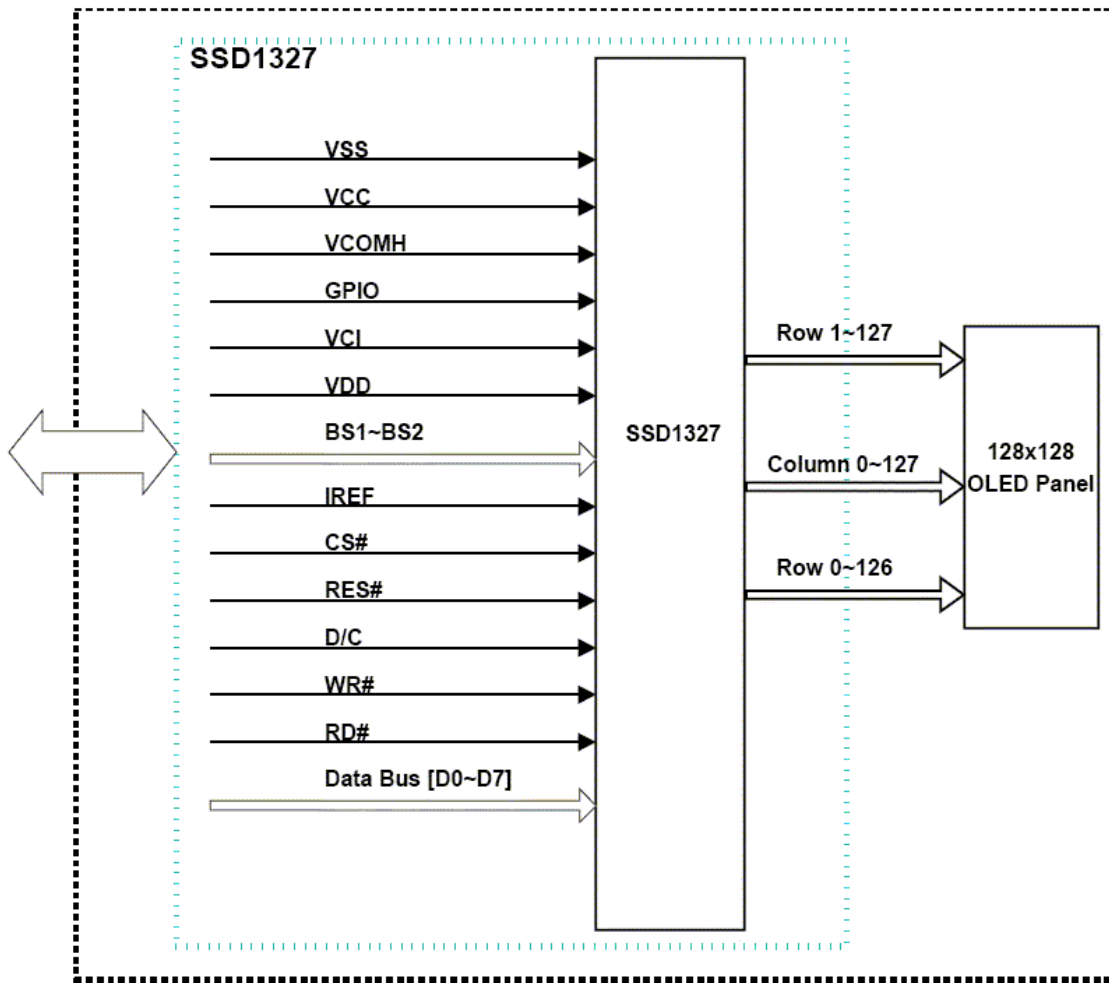 SSD1327
VSS
VCC
VCOMH
GPIO
VCI
VDD
BS1~BS2
IREF
CS#
RES#
D/C
WR#
RD#
Data Bus [D0~D7]
SSD1327
Row 1~127
Column 0~127
Row 0~126
128x128
OLED Panel